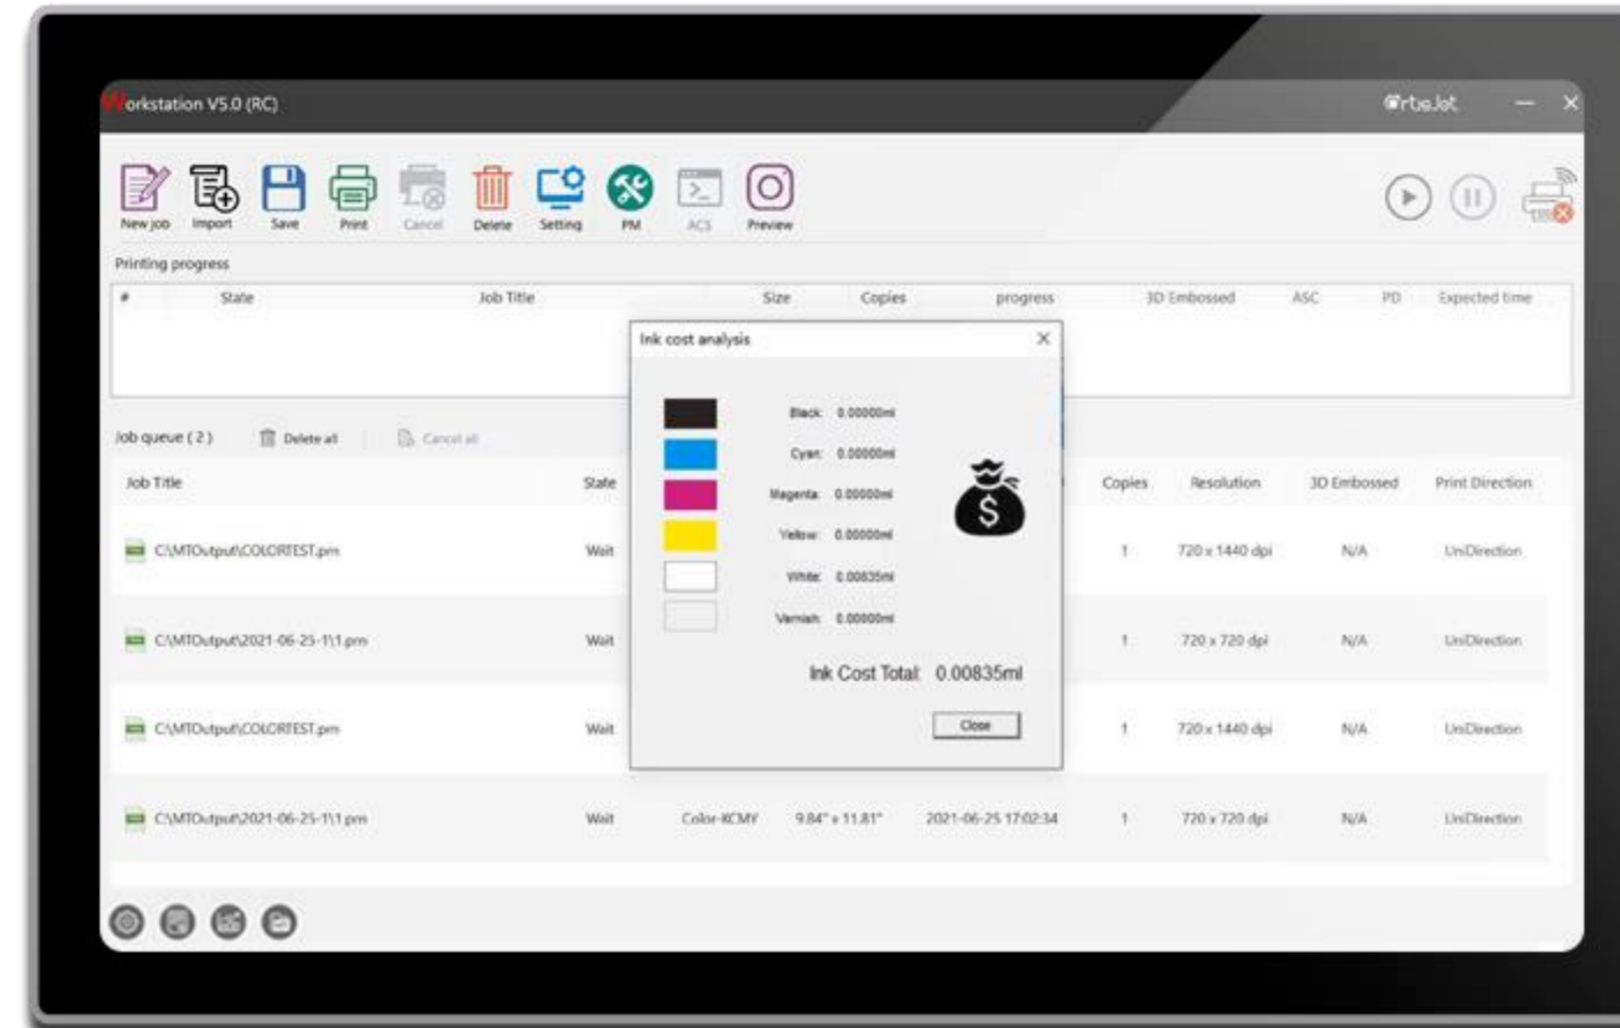 Workstation V5.0 (RC)
ArtisJet
New job Import Save Print Cancel Delete Setting PM ACS Preview
Printing progress
# State Job Title Size Copies progress 3D Embossed ASC PD Expected time
Ink cost analysis
Black: 0.00000ml
Job queue ( 2 ) Delete all Cancel all
Cyan: 0.00000ml
Job Title State Copies Resolution 3D Embossed Print Direction
Magenta: 0.00000ml
$
Yellow: 0.00000ml
C:\MTOutput\COLORTEST.prn Wait 1 720 x 1440 dpi N/A UniDirection
White: 0.00835ml
Varnish: 0.00000ml
C:\MTOutput\2021-06-25-1\1.prn Wait 1 720 x 720 dpi N/A UniDirection
Ink Cost Total: 0.00835ml
C:\MTOutput\COLORTEST.prn Wait 1 720 x 1440 dpi N/A UniDirection
Close
C:\MTOutput\2021-06-25-1\1.prn Wait Color-KCMY 9.84" x 11.81" 2021-06-25 17:02:34 1 720 x 720 dpi N/A UniDirection